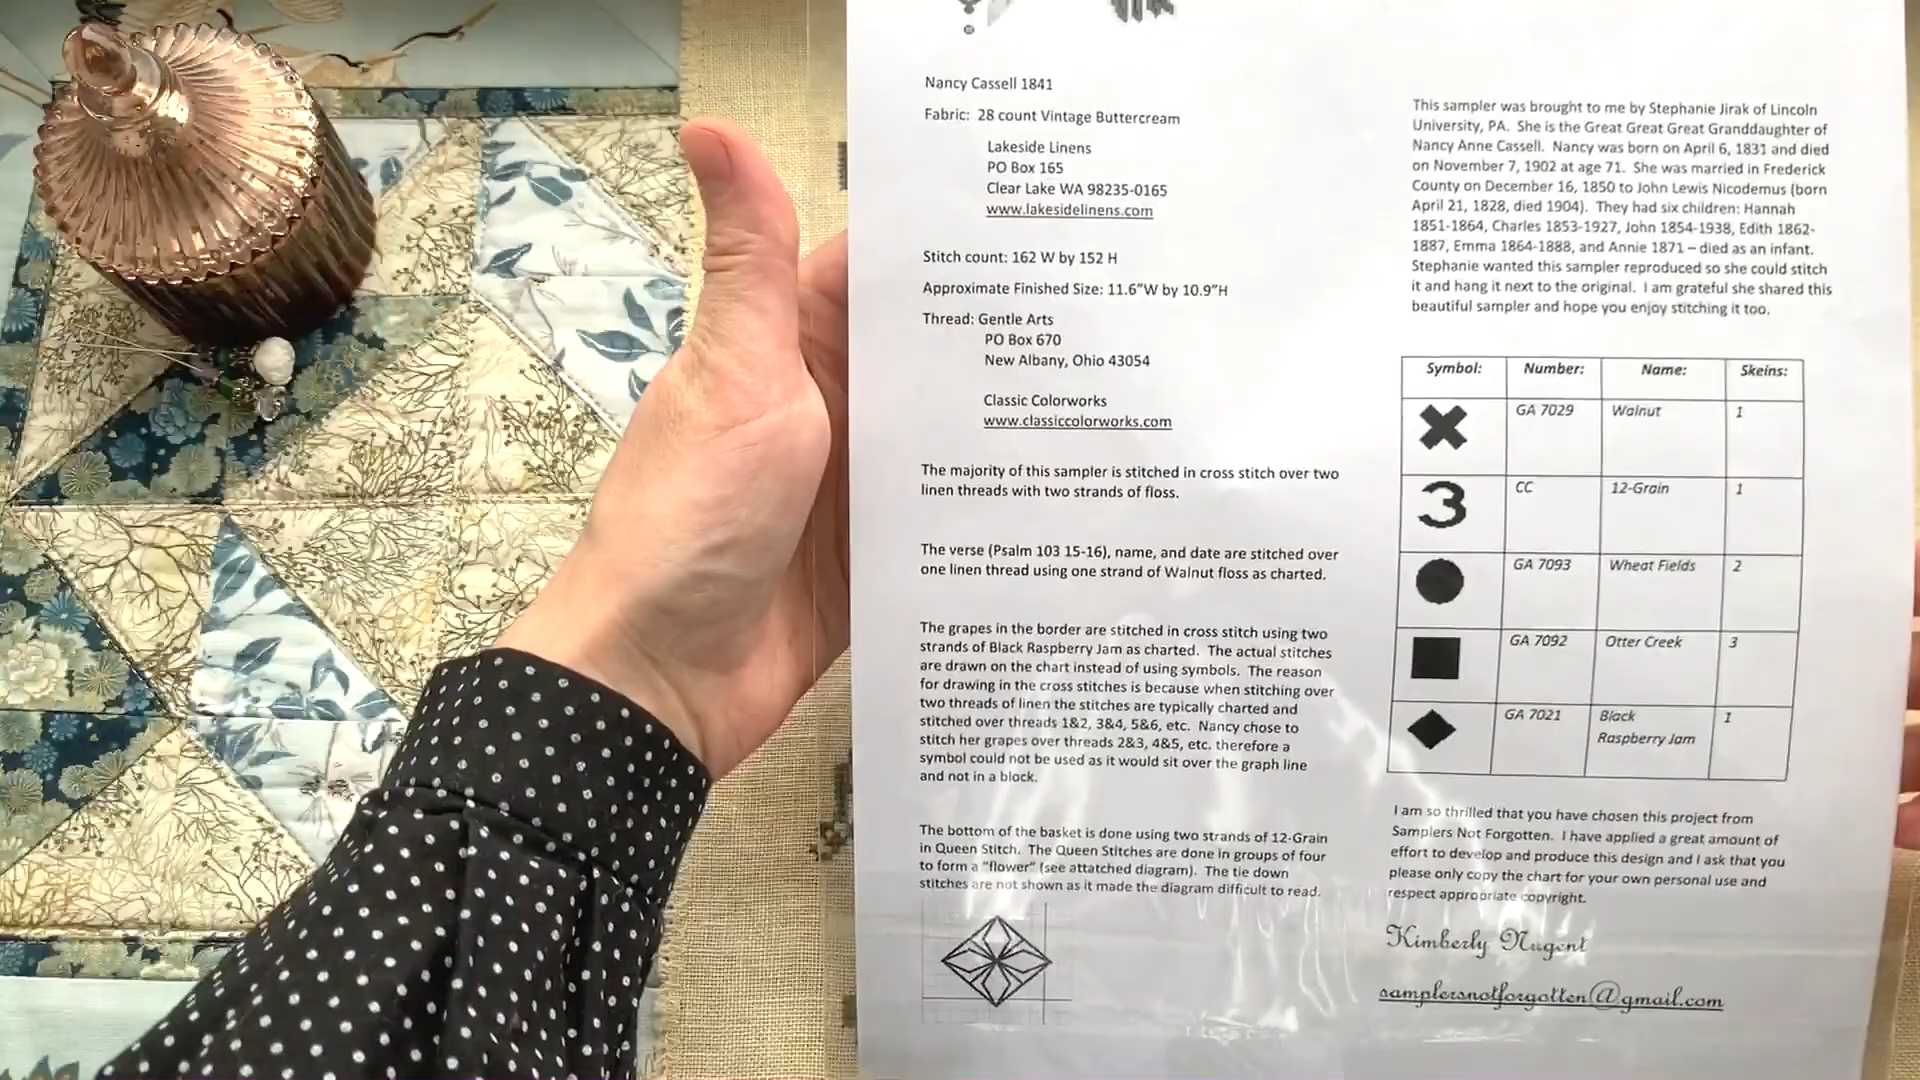 Nancy Cassell 1841
Fabric: 28 count Vintage Buttercream
Lakeside Linens
PO Box 165
Clear Lake WA 98235-0165
www.lakesidelinens.com
Stitch count: 162 W by 152 H
Approximate Finished Size: 11.6"W by 10.9"H
Thread: Gentle Arts
PO Box 670
New Albany, Ohio 43054
Classic Colorworks
www.classiccolorworks.com
The majority of this sampler is stitched in cross stitch over two
linen threads with two strands of floss.
The verse (Psalm 103 15-16), name, and date are stitched over
one linen thread using one strand of Walnut floss as charted.
The grapes in the border are stitched in cross stitch using two
strands of Black Raspberry Jam as charted. The actual stitches
are drawn on the chart instead of using symbols. The reason
for drawing in the cross stitches is because when stitching over
two threads of linen the stitches are typically charted and
stitched over threads 1&2, 3&4, 5&6, etc. Nancy chose to
stitch her grapes over threads 2&3, 4&5, etc. therefore a
symbol could not be used as it would sit over the graph line
and not in a block.
The bottom of the basket is done using two strands of 12-Grain
in Queen Stitch. The Queen Stitches are done in groups of four
to form a "flower" (see attatched diagram). The tie down
stitches are not shown as it made the diagram difficult to read.
This sampler was brought to me by Stephanie Jirak of Lincoln
University, PA. She is the Great Great Great Granddaughter of
Nancy Anne Cassell. Nancy was born on April 6, 1831 and died
on November 7, 1902 at age 71. She was married in Frederick
County on December 16, 1850 to John Lewis Nicodemus (born
April 21, 1828, died 1904). They had six children: Hannah
1851-1864, Charles 1853-1927, John 1854-1938, Edith 1862-
1887, Emma 1864-1888, and Annie 1871 – died as an infant.
Stephanie wanted this sampler reproduced so she could stitch
it and hang it next to the original. I am grateful she shared this
beautiful sampler and hope you enjoy stitching it too.
Symbol: Number: Name: Skeins:
GA 7029 Walnut 1
3 CC 12-Grain 1
GA 7093 Wheat Fields 2
GA 7092 Otter Creek 3
GA 7021 Black 1
Raspberry Jam
I am so thrilled that you have chosen this project from
Samplers Not Forgotten. I have applied a great amount of
effort to develop and produce this design and I ask that you
please only copy the chart for your own personal use and
respect appropriate copyright.
Kimberly Nugent
samplersnotforgotten@gmail.com